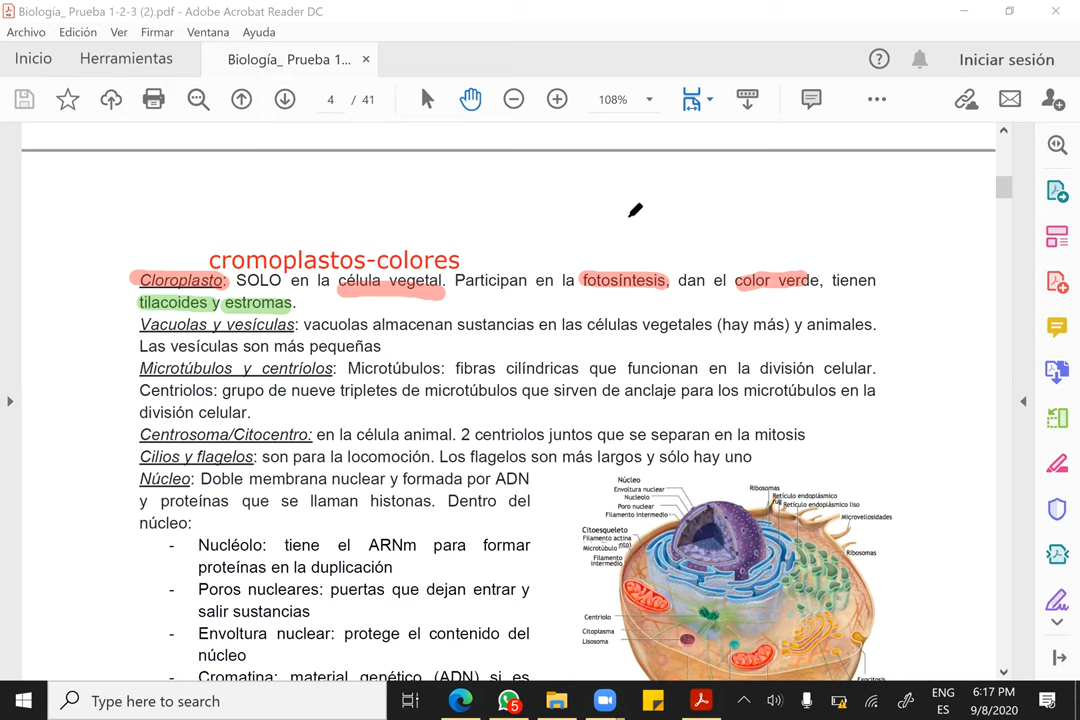 Biología_ Prueba 1-2-3 (2).pdf - Adobe Acrobat Reader DC
Archivo Edición Ver Firmar Ventana Ayuda
Inicio Herramientas Biología_ Prueba 1... × Iniciar sesión
4 / 41 108%
cromoplastos-colores
Cloroplasto: SOLO en la célula vegetal. Participan en la fotosíntesis, dan el color verde, tienen
tilacoides y estromas.
Vacuolas y vesículas: vacuolas almacenan sustancias en las células vegetales (hay más) y animales.
Las vesículas son más pequeñas
Microtúbulos y centríolos: Microtúbulos: fibras cilíndricas que funcionan en la división celular.
Centriolos: grupo de nueve tripletes de microtúbulos que sirven de anclaje para los microtúbulos en la
división celular.
Centrosoma/Citocentro: en la célula animal. 2 centriolos juntos que se separan en la mitosis
Cilios y flagelos: son para la locomoción. Los flagelos son más largos y sólo hay uno
Núcleo: Doble membrana nuclear y formada por ADN
y proteínas que se llaman histonas. Dentro del
núcleo:
- Nucléolo: tiene el ARNm para formar
proteínas en la duplicación
- Poros nucleares: puertas que dejan entrar y
salir sustancias
- Envoltura nuclear: protege el contenido del
núcleo
- Cromatina: material genético (ADN) si es
Núcleo
Envoltura nuclear
Nucleolo
Poro nuclear
Filamento intermedio
Citoesqueleto
Filamento actina
Microtúbulo
Filamento
intermedio
Centriolo
Citoplasma
Lisosoma
Ribosomas
Retículo endoplásmico
Retículo endoplásmico liso
Microvellosidades
Ribosomas
Exocitosis
Type here to search
5
ENG
ES
6:17 PM
9/8/2020